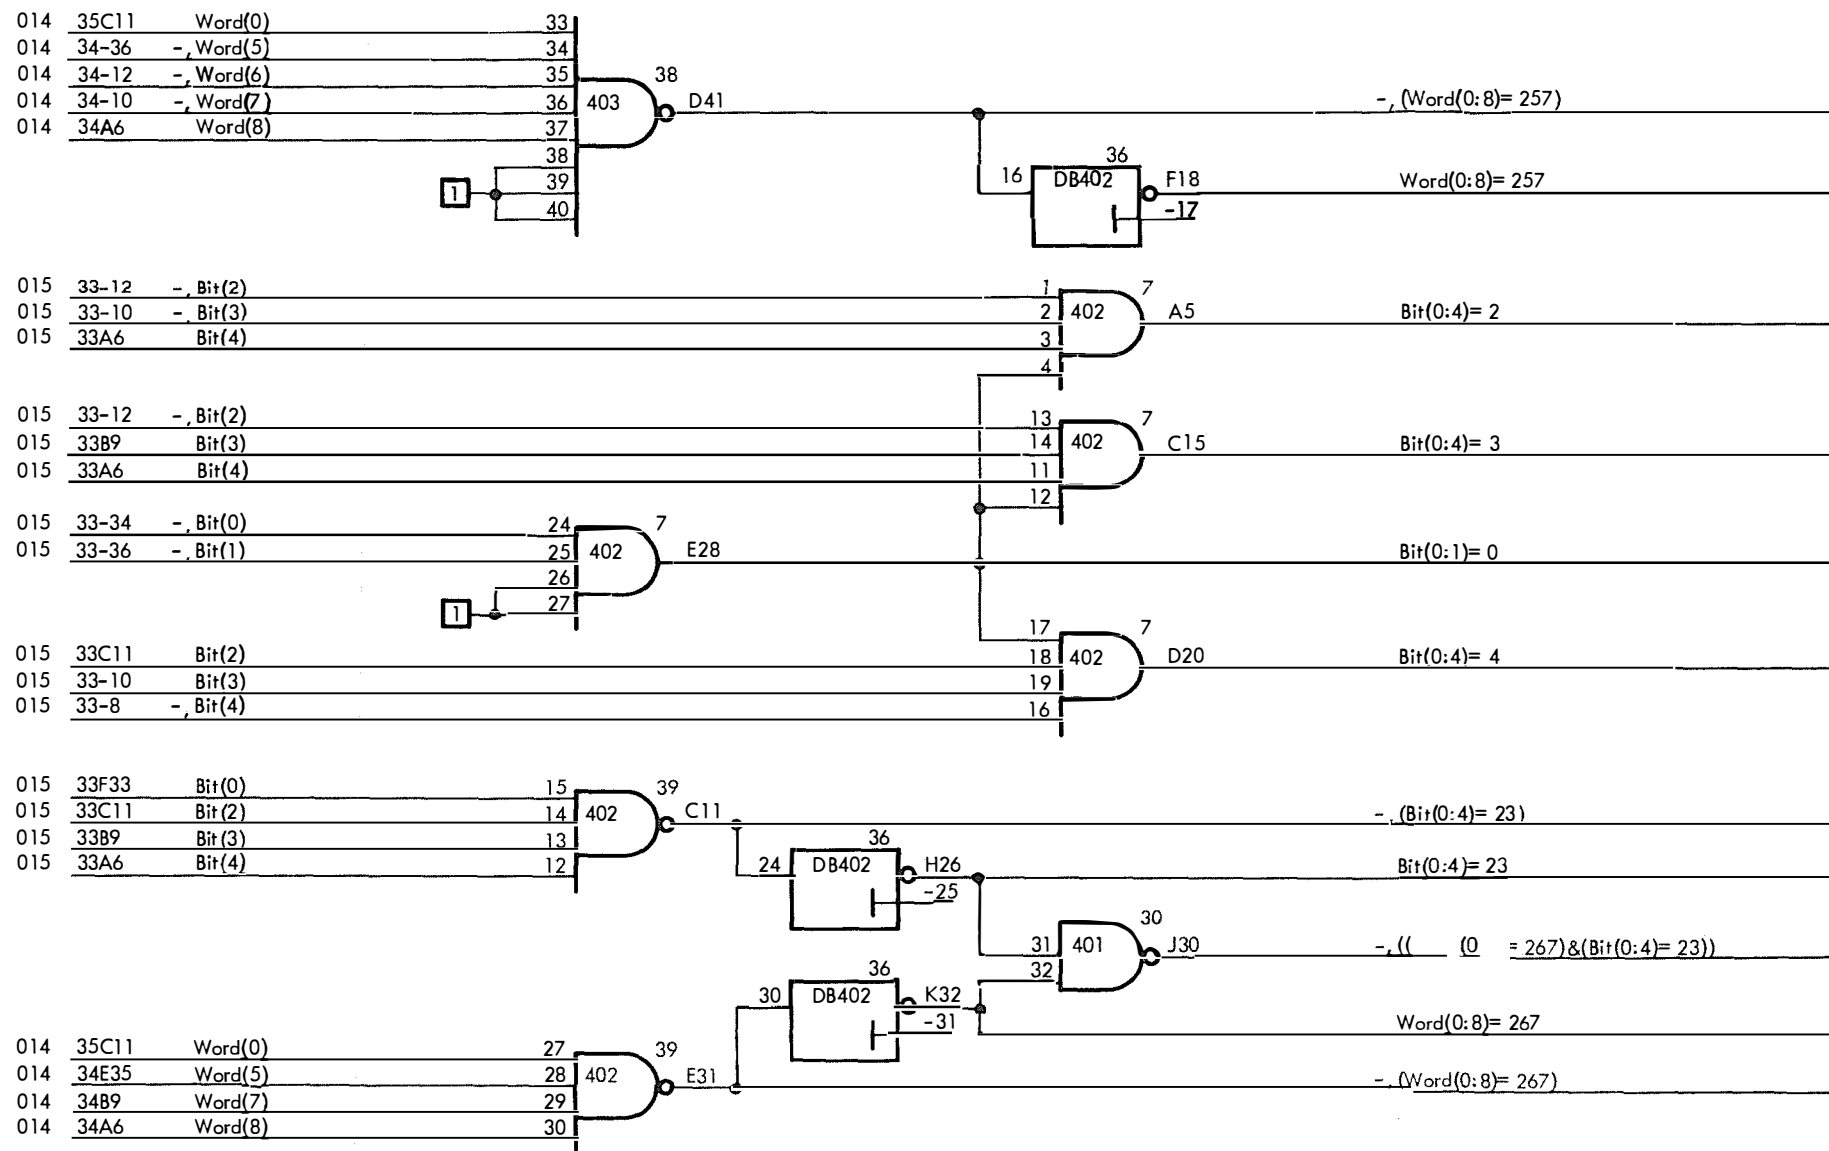 014 35C11 Word(0) 33
014 34-36 -, Word(5) 34
014 34-12 -, Word(6) 35 38
014 34-10 -, Word(7) 36 403 D41 -, (Word(0:8)= 257)
014 34A6 Word(8) 37
38 36
1 39 16 DB402 F18 Word(0:8)= 257
40 -17
015 33-12 -, Bit(2) 1 7
015 33-10 -, Bit(3) 2 402 A5 Bit(0:4)= 2
015 33A6 Bit(4) 3
4
015 33-12 -, Bit(2) 13 7
015 33B9 Bit(3) 14 402 C15 Bit(0:4)= 3
015 33A6 Bit(4) 11
12
015 33-34 -, Bit(0) 24 7
015 33-36 -, Bit(1) 25 402 E28 Bit(0:1)= 0
26
1 27
17 7
015 33C11 Bit(2) 18 402 D20 Bit(0:4)= 4
015 33-10 Bit(3) 19
015 33-8 -, Bit(4) 16
015 33F33 Bit(0) 15 39
015 33C11 Bit(2) 14 402 C11 -, (Bit(0:4)= 23)
015 33B9 Bit(3) 13 36
015 33A6 Bit(4) 12 24 DB402 H26 Bit(0:4)= 23
-25
30
31 401 J30 -, (( (0 = 267)&(Bit(0:4)= 23))
36 32
30 DB402 K32
-31 Word(0:8)= 267
014 35C11 Word(0) 27 39
014 34E35 Word(5) 28 402 E31 -, (Word(0:8)= 267)
014 34B9 Word(7) 29
014 34A6 Word(8) 30